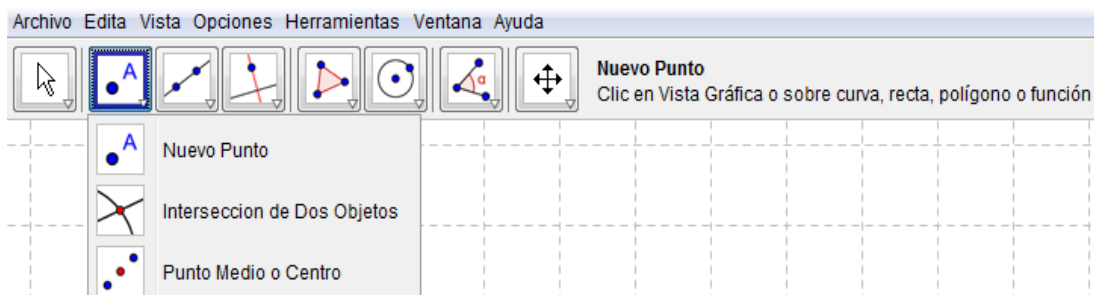 Archivo Edita Vista Opciones Herramientas Ventana Ayuda
A
α
Nuevo Punto
Clic en Vista Gráfica o sobre curva, recta, polígono o función
A
Nuevo Punto
Interseccion de Dos Objetos
Punto Medio o Centro